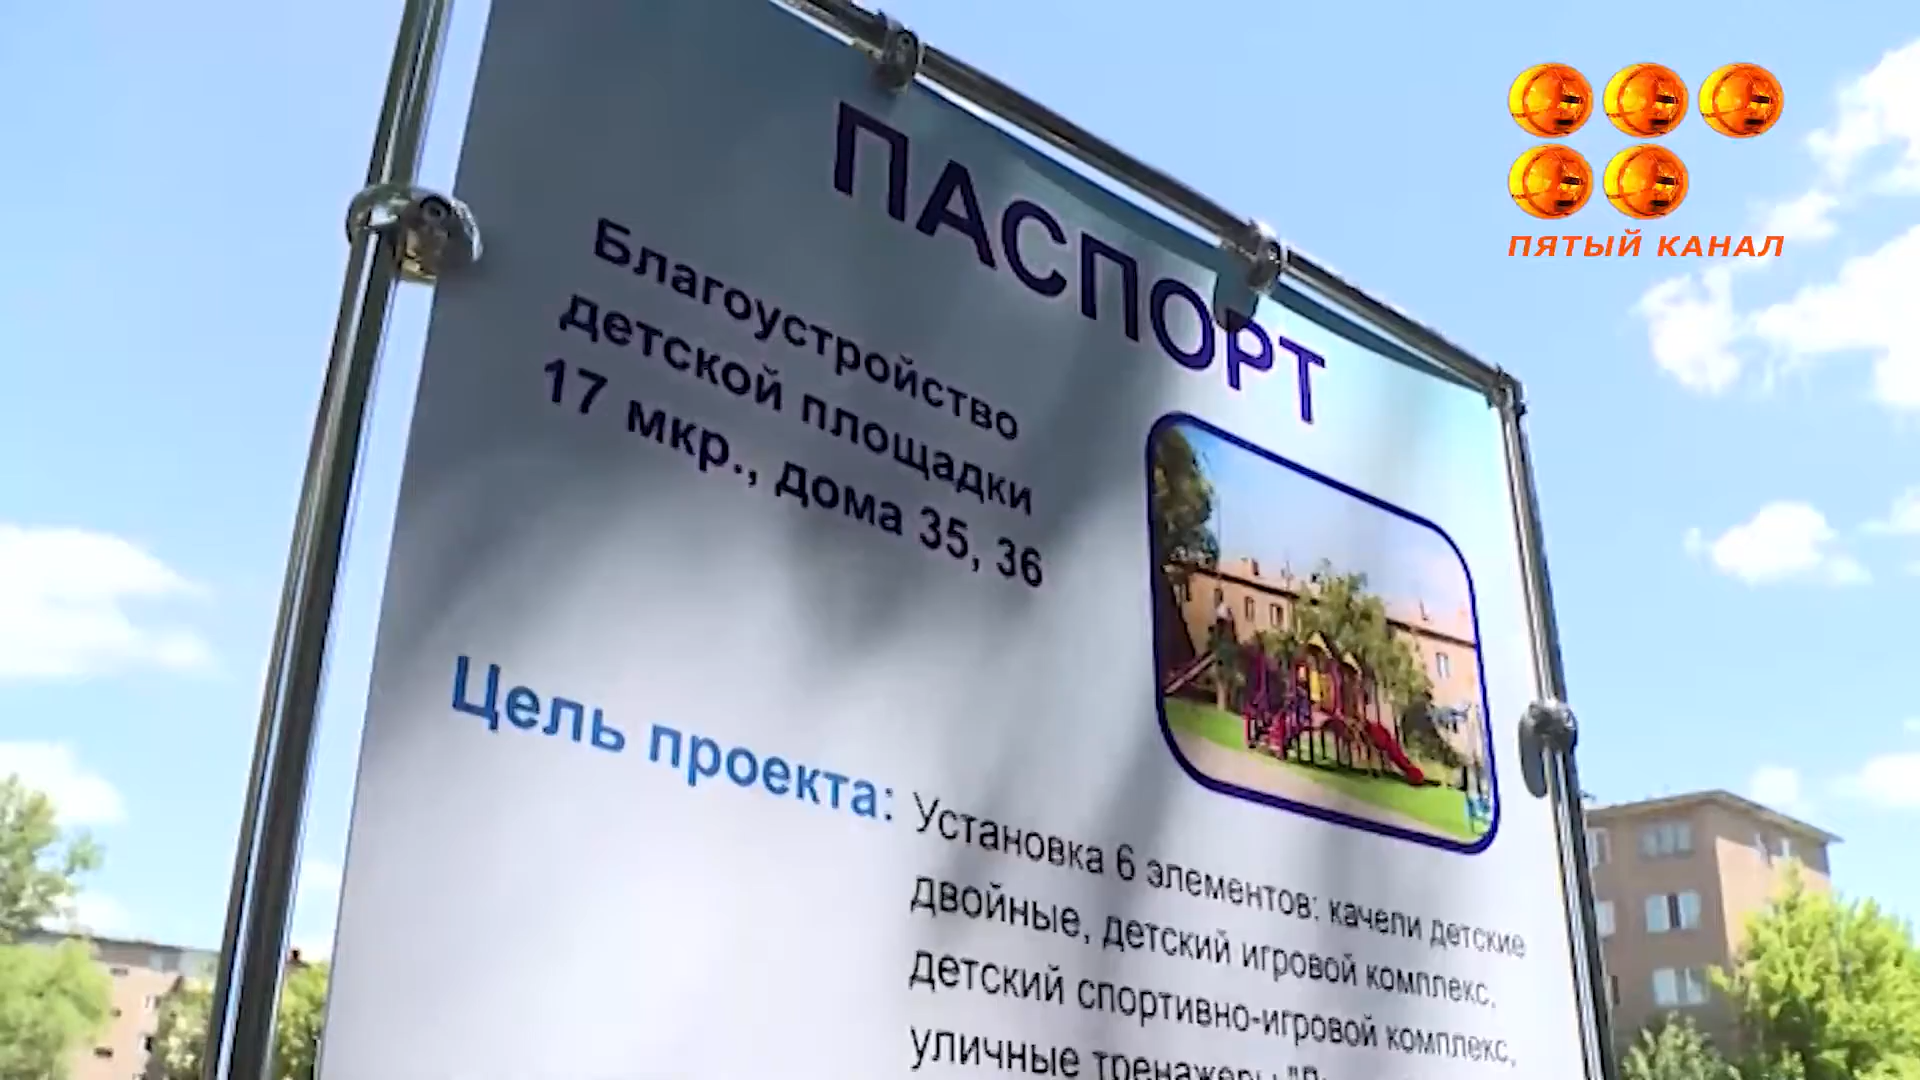 ПАСПОРТ
Благоустройство
детской площадки
17 мкр., дома 35, 36
Цель проекта: Установка 6 элементов: качели детские
двойные, детский игровой комплекс,
детский спортивно-игровой комплекс,
уличные тренажеры
ПЯТЫЙ КАНАЛ